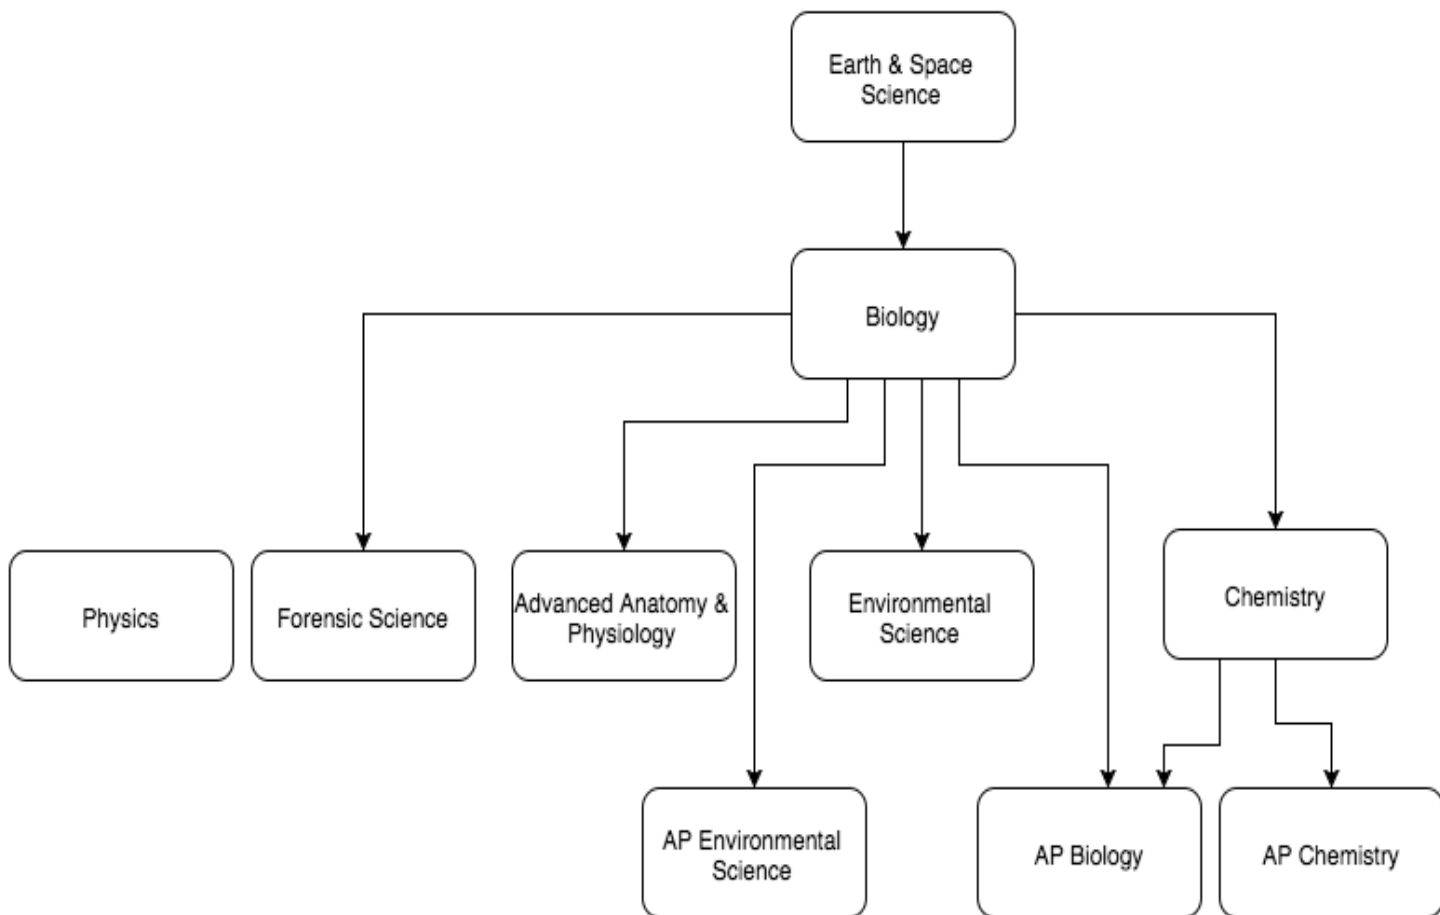 Earth & Space
Science
Biology
Physics
Forensic Science
Advanced Anatomy &
Physiology
Environmental
Science
Chemistry
AP Environmental
Science
AP Biology
AP Chemistry